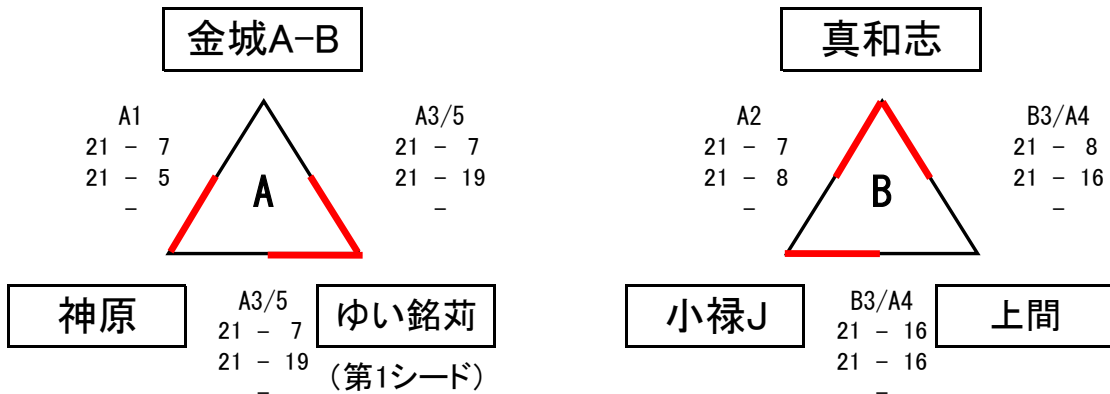 金城A-B
A1
21 - 7
21 - 5
-
A3/5
21 - 7
21 - 19
-
A
神原
A3/5
21 - 7
21 - 19
-
ゆい銘苅
(第1シード)
真和志
A2
21 - 7
21 - 8
-
B3/A4
21 - 8
21 - 16
-
B
小禄J
B3/A4
21 - 16
21 - 16
-
上間